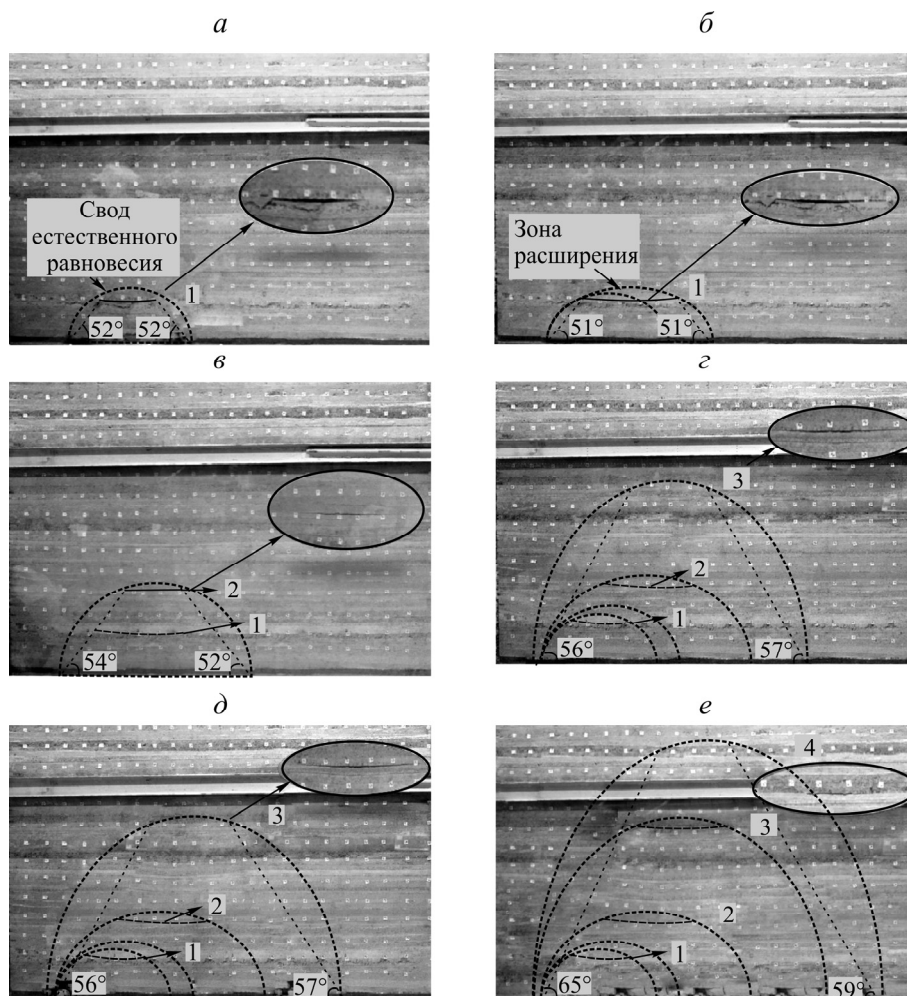 а
б
Свод
естественного
равновесия
1
52°
52°
Зона
расширения
1
51°
51°
в
г
2
1
54°
52°
3
2
1
56°
57°
д
е
3
2
1
56°
57°
4
3
2
1
65°
59°